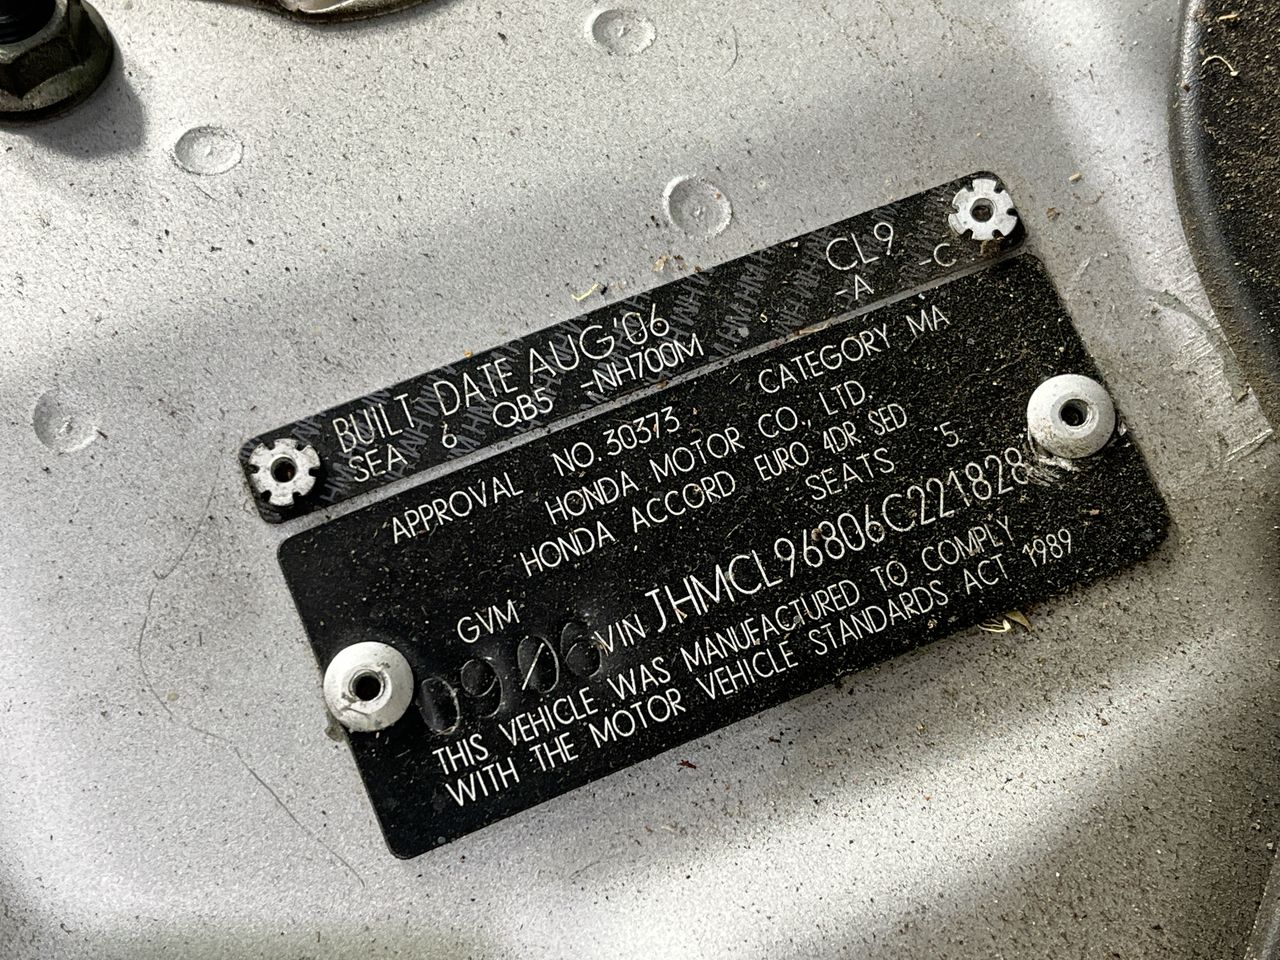 BUILT DATE AUG'06 CL9
SEA 6 QB5 -NH700M -A -C
APPROVAL NO.30373 CATEGORY MA
HONDA MOTOR CO., LTD.
HONDA ACCORD EURO 4DR SED
SEATS 5
GVM VIN JHMCL96806C221828
09 06
THIS VEHICLE WAS MANUFACTURED TO COMPLY
WITH THE MOTOR VEHICLE STANDARDS ACT 1989